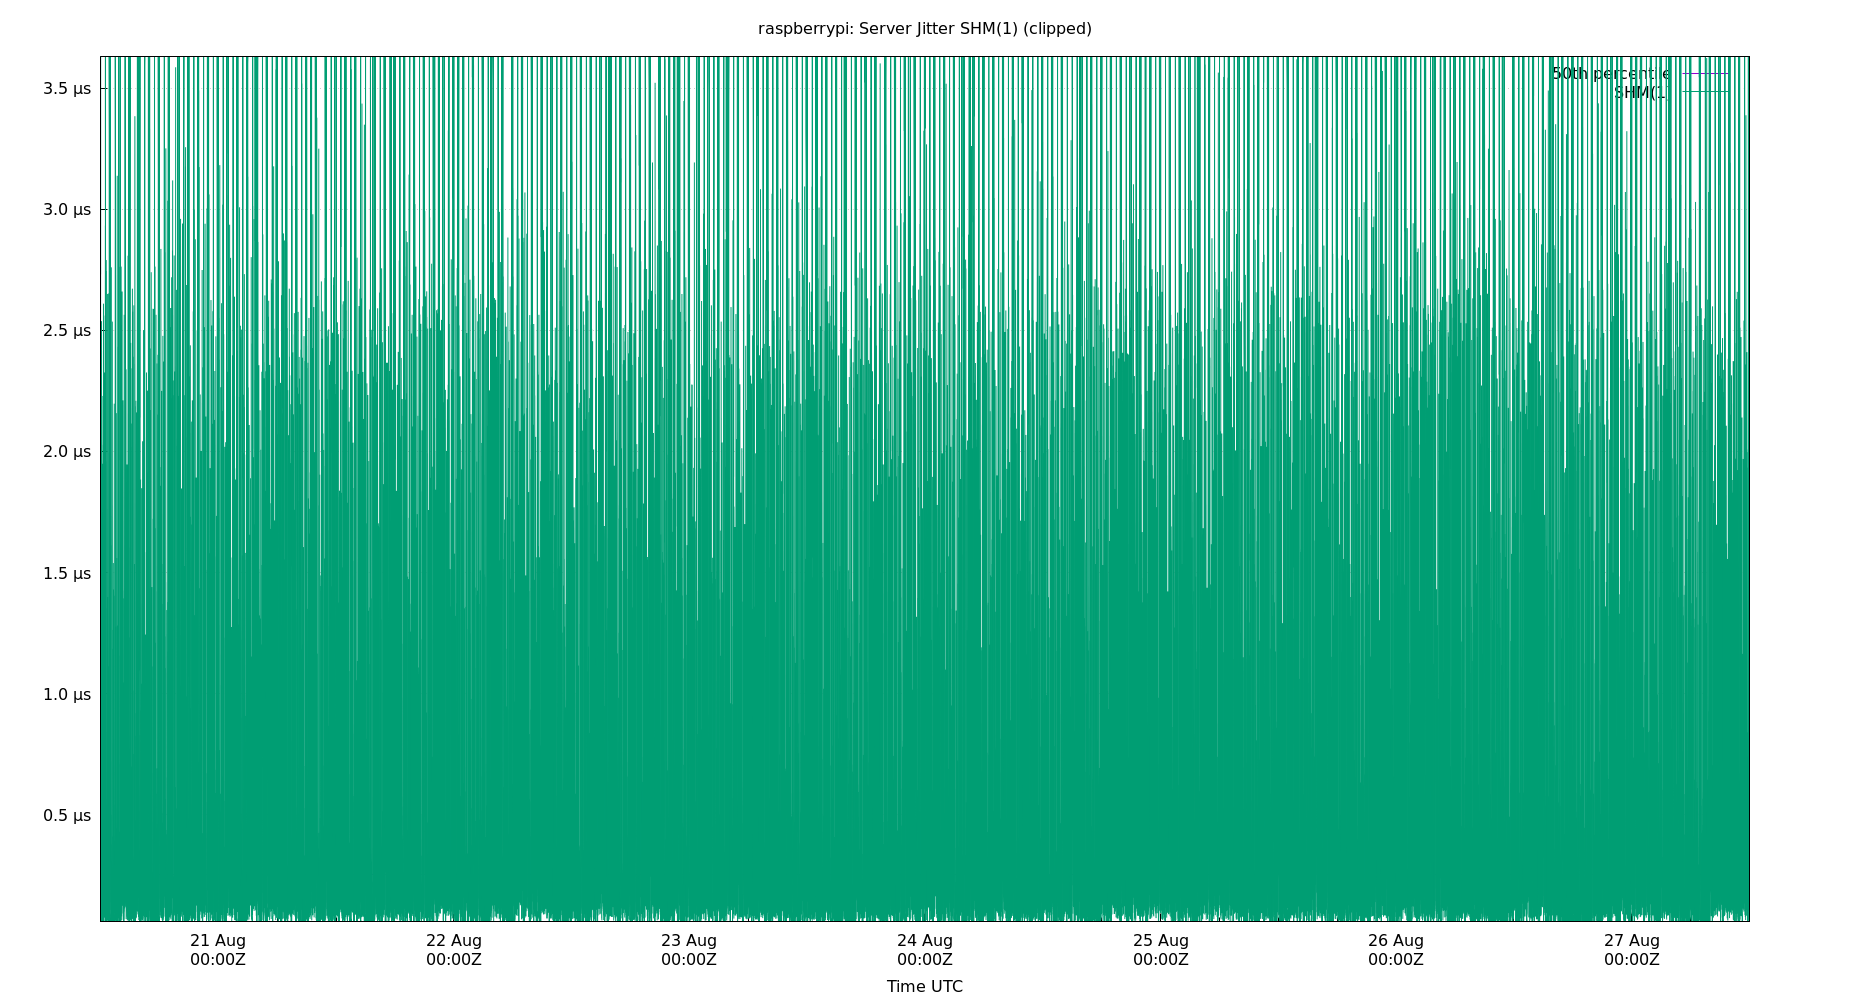 raspberrypi: Server Jitter SHM(1) (clipped)
50th percentile
SHM(1)
3.5 µs
3.0 µs
2.5 µs
2.0 µs
1.5 µs
1.0 µs
0.5 µs
21 Aug 22 Aug 23 Aug 24 Aug 25 Aug 26 Aug 27 Aug
00:00Z 00:00Z 00:00Z 00:00Z 00:00Z 00:00Z 00:00Z
Time UTC